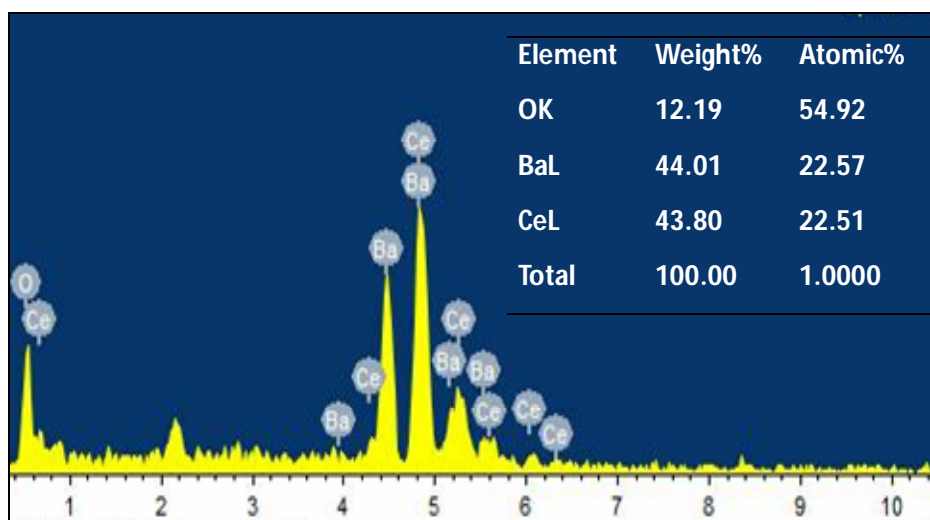 Element Weight% Atomic%
OK 12.19 54.92
BaL 44.01 22.57
CeL 43.80 22.51
Total 100.00 1.0000
Ce
Ba
Ba
O
Ce
Ce
Ba
Ba
Ce
Ce
Ba
Ce
Ce
Ce
1 2 3 4 5 6 7 8 9 10